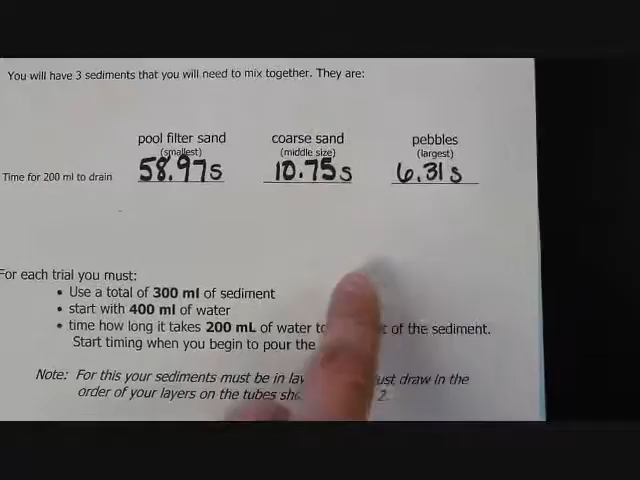 You will have 3 sediments that you will need to mix together. They are:
pool filter sand coarse sand pebbles
(smallest) (middle size) (largest)
Time for 200 ml to drain 58.97s 10.75s 6.31s
For each trial you must:
• Use a total of 300 ml of sediment
• start with 400 ml of water
• time how long it takes 200 mL of water of the sediment.
Start timing when you begin to pour the
Note: For this your sediments must be in draw in the
order of your layers on the tubes 2.